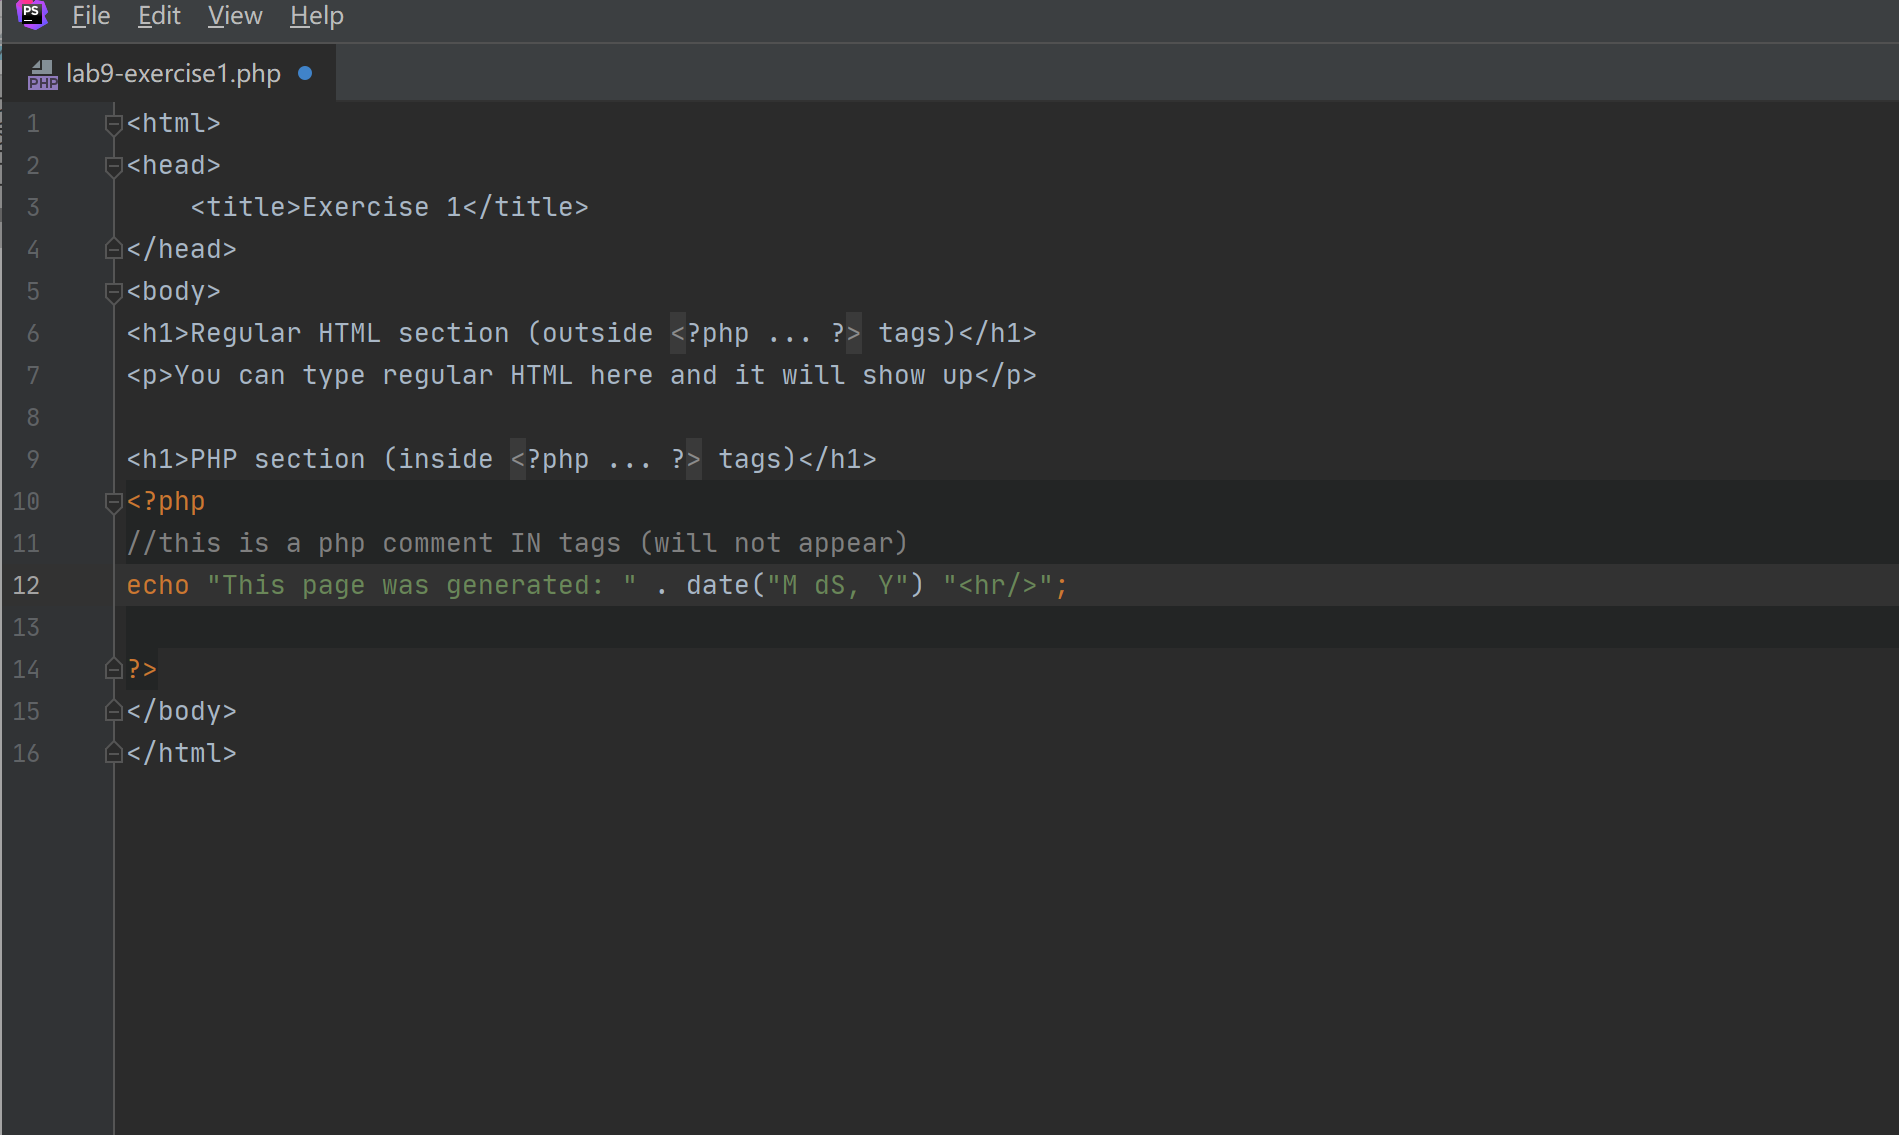 PS
File Edit View Help
PHP lab9-exercise1.php
1 <html>
2 <head>
3     <title>Exercise 1</title>
4 </head>
5 <body>
6 <h1>Regular HTML section (outside <?php ... ?> tags)</h1>
7 <p>You can type regular HTML here and it will show up</p>
8
9 <h1>PHP section (inside <?php ... ?> tags)</h1>
10 <?php
11 //this is a php comment IN tags (will not appear)
12 echo "This page was generated: " . date("M dS, Y") "<hr/>";
13
14 ?>
15 </body>
16 </html>